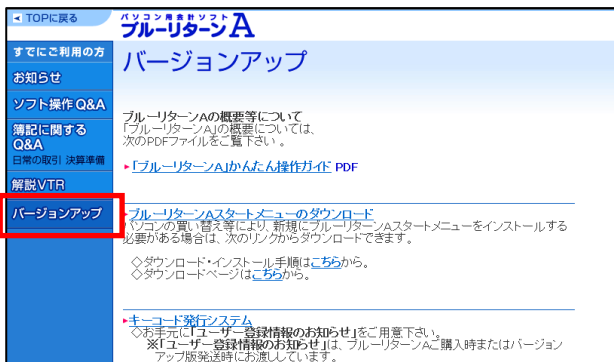 TOPに戻る
パソコン用会計ソフト
ブルーリターンA
すでにご利用の方
お知らせ
ソフト操作Q&A
簿記に関する
Q&A
日常の取引 決算準備
解説VTR
バージョンアップ
バージョンアップ
ブルーリターンAの概要等について
「ブルーリターンA」の概要については、
次のPDFファイルをご覧下さい 。
「ブルーリターンA」かんたん操作ガイド PDF
ブルーリターンAスタートメニューのダウンロード
パソコンの買い替え等により、新規にブルーリターンAスタートメニューをインストールする
必要がある場合は、次のリンクからダウンロードできます。
◇ダウンロード・インストール手順はこちらから。
◇ダウンロードページはこちらから。
キーコード発行システム
◇お手元に「ユーザー登録情報のお知らせ」をご用意下さい。
※「ユーザー登録情報のお知らせ」は、ブルーリターンAご購入時またはバージョン
アップ版発送時にお渡ししています。